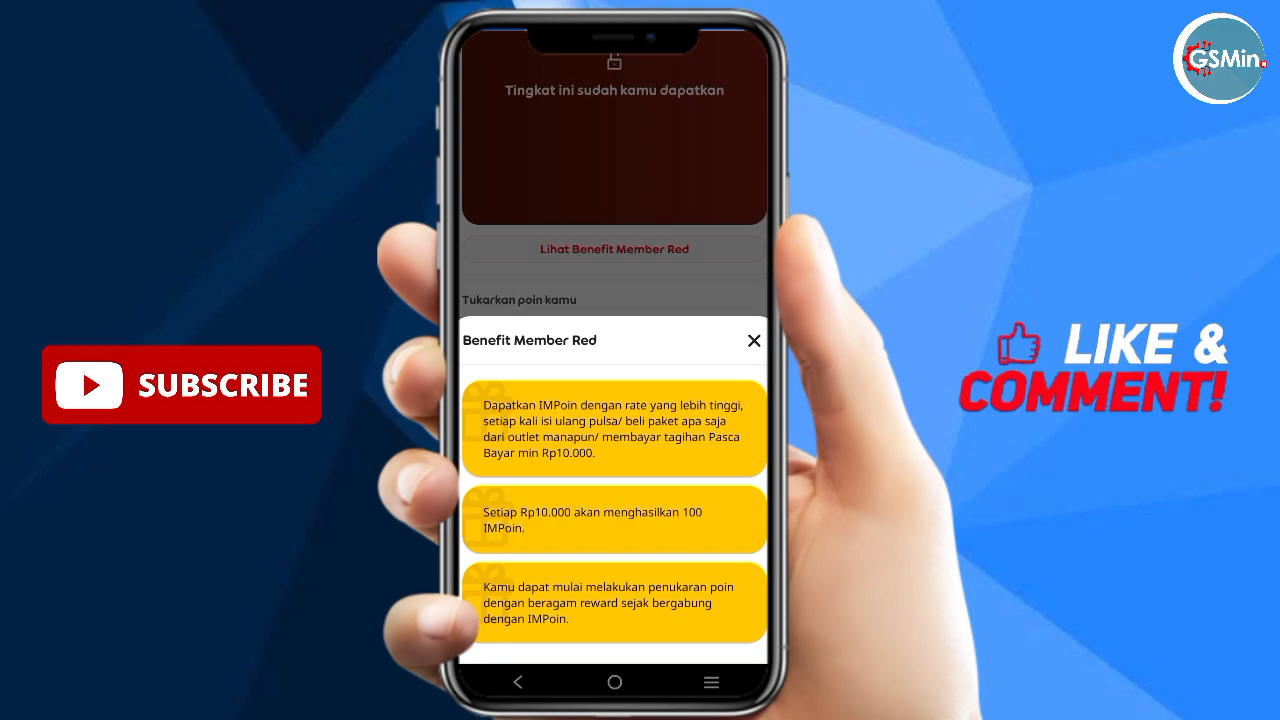 GSMin.
Tingkat ini sudah kamu dapatkan
Lihat Benefit Member Red
Tukarkan poin kamu
Benefit Member Red
Dapatkan IMPoin dengan rate yang lebih tinggi,
setiap kali isi ulang pulsa/ beli paket apa saja
dari outlet manapun/ membayar tagihan Pasca
Bayar min Rp10.000.
Setiap Rp10.000 akan menghasilkan 100
IMPoin.
Kamu dapat mulai melakukan penukaran poin
dengan beragam reward sejak bergabung
dengan IMPoin.
SUBSCRIBE
LIKE &
COMMENT!